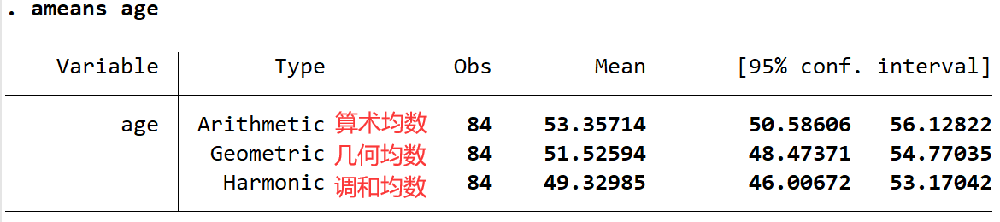 . ameans age
Variable Type Obs Mean [95% conf. interval]
age Arithmetic 算术均数 84 53.35714 50.58606 56.12822
Geometric 几何均数 84 51.52594 48.47371 54.77035
Harmonic 调和均数 84 49.32985 46.00672 53.17042